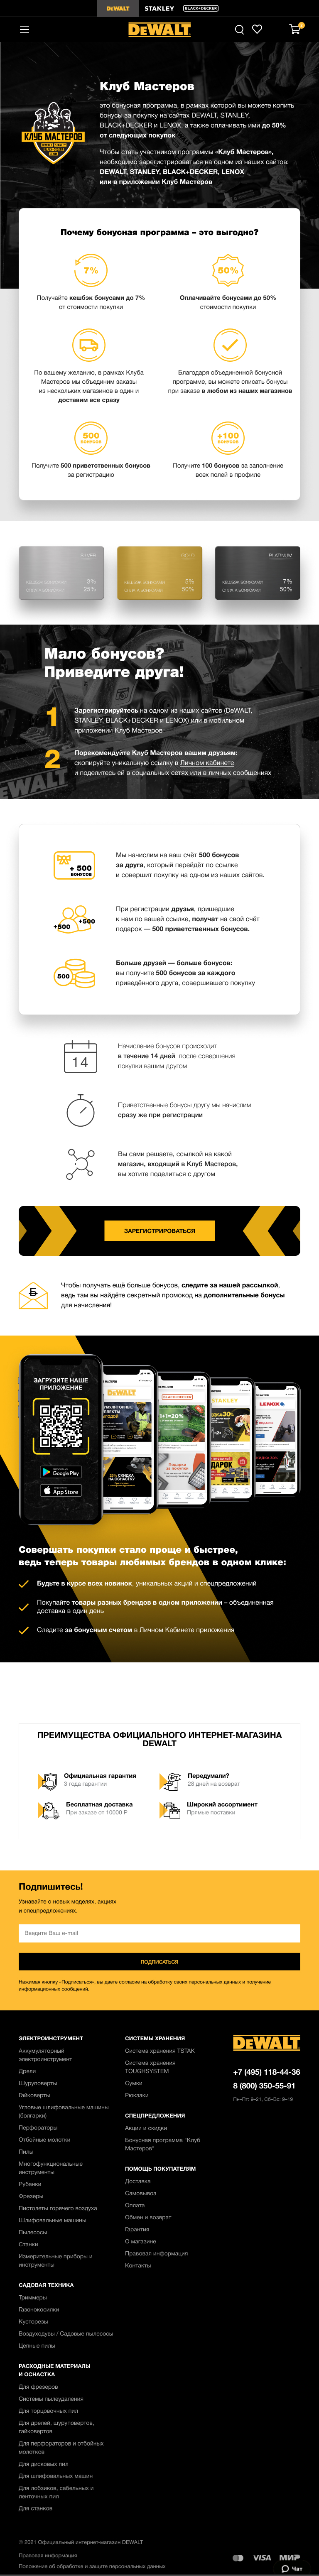 DEWALT STANLEY BLACK+DECKER
DEWALT
Клуб Мастеров
это бонусная программа, в рамках которой вы можете копить
бонусы за покупку на сайтах DEWALT, STANLEY,
BLACK+DECKER и LENOX, а также оплачивать ими до 50%
от следующих покупок
Чтобы стать участником программы «Клуб Мастеров»,
необходимо зарегистрироваться на одном из наших сайтов:
DEWALT, STANLEY, BLACK+DECKER, LENOX
или в приложении Клуб Мастеров
КЛУБ МАСТЕРОВ
Почему бонусная программа – это выгодно?
7%
50%
Получайте кешбэк бонусами до 7%
от стоимости покупки
Оплачивайте бонусами до 50%
стоимости покупки
По вашему желанию, в рамках Клуба
Мастеров мы объединим заказы
из нескольких магазинов в один и
доставим все сразу
Благодаря объединенной бонусной
программе, вы можете списать бонусы
при заказе в любом из наших магазинов
500
БОНУСОВ
+100
БОНУСОВ
Получите 500 приветственных бонусов
за регистрацию
Получите 100 бонусов за заполнение
всех полей в профиле
SILVER
КЕШБЭК БОНУСАМИ 3%
ОПЛАТА БОНУСАМИ 25%
GOLD
КЕШБЭК БОНУСАМИ 5%
ОПЛАТА БОНУСАМИ 50%
PLATINUM
КЕШБЭК БОНУСАМИ 7%
ОПЛАТА БОНУСАМИ 50%
Мало бонусов?
Приведите друга!
1
Зарегистрируйтесь на одном из наших сайтов (DeWALT,
STANLEY, BLACK+DECKER и LENOX) или в мобильном
приложении Клуб Мастеров
2
Порекомендуйте Клуб Мастеров вашим друзьям:
скопируйте уникальную ссылку в Личном кабинете
и поделитесь ей в социальных сетях или в личных сообщениях
+ 500
БОНУСОВ
Мы начислим на ваш счёт 500 бонусов
за друга, который перейдёт по ссылке
и совершит покупку на одном из наших сайтов.
+500 +500
При регистрации друзья, пришедшие
к нам по вашей ссылке, получат на свой счёт
подарок — 500 приветственных бонусов.
500
Больше друзей — больше бонусов:
вы получите 500 бонусов за каждого
приведённого друга, совершившего покупку
14
Начисление бонусов происходит
в течение 14 дней после совершения
покупки вашим другом
Приветственные бонусы другу мы начислим
сразу же при регистрации
Вы сами решаете, ссылкой на какой
магазин, входящий в Клуб Мастеров,
вы хотите поделиться с другом
ЗАРЕГИСТРИРОВАТЬСЯ
Б
Чтобы получать ещё больше бонусов, следите за нашей рассылкой,
ведь там вы найдёте секретный промокод на дополнительные бонусы
для начисления!
ЗАГРУЗИТЕ НАШЕ
ПРИЛОЖЕНИЕ
Google Play
App Store
DEWALT
BLACK+DECKER
1+1=20%
STANLEY
LENOX
Совершать покупки стало проще и быстрее,
ведь теперь товары любимых брендов в одном клике:
Будьте в курсе всех новинок, уникальных акций и спецпредложений
Покупайте товары разных брендов в одном приложении – объединенная
доставка в один день
Следите за бонусным счетом в Личном Кабинете приложения
ПРЕИМУЩЕСТВА ОФИЦИАЛЬНОГО ИНТЕРНЕТ-МАГАЗИНА
DEWALT
Официальная гарантия
3 года гарантии
Передумали?
28 дней на возврат
Бесплатная доставка
При заказе от 10000 Р
Широкий ассортимент
Прямые поставки
Подпишитесь!
Узнавайте о новых моделях, акциях
и спецпредложениях.
Введите Ваш e-mail
ПОДПИСАТЬСЯ
Нажимая кнопку «Подписаться», вы даете согласие на обработку своих персональных данных и получение
информационных сообщений.
ЭЛЕКТРОИНСТРУМЕНТ
Аккумуляторный
электроинструмент
Дрели
Шуруповерты
Гайковерты
Угловые шлифовальные машины
(болгарки)
Перфораторы
Отбойные молотки
Пилы
Многофункциональные
инструменты
Рубанки
Фрезеры
Пистолеты горячего воздуха
Шлифовальные машины
Пылесосы
Станки
Измерительные приборы и
инструменты
САДОВАЯ ТЕХНИКА
Триммеры
Газонокосилки
Кусторезы
Воздуходувы / Садовые пылесосы
Цепные пилы
РАСХОДНЫЕ МАТЕРИАЛЫ
И ОСНАСТКА
Для фрезеров
Системы пылеудаления
Для торцовочных пил
Для дрелей, шуруповертов,
гайковертов
Для перфораторов и отбойных
молотков
Для дисковых пил
Для шлифовальных машин
Для лобзиков, сабельных и
ленточных пил
Для станков
СИСТЕМЫ ХРАНЕНИЯ
Система хранения TSTAK
Система хранения
TOUGHSYSTEM
Сумки
Рюкзаки
СПЕЦПРЕДЛОЖЕНИЯ
Акции и скидки
Бонусная программа "Клуб
Мастеров"
ПОМОЩЬ ПОКУПАТЕЛЯМ
Доставка
Самовывоз
Оплата
Обмен и возврат
Гарантия
О магазине
Правовая информация
Контакты
DEWALT
+7 (495) 118-44-36
8 (800) 350-55-91
Пн–Пт: 9–21, Сб–Вс: 9–19
© 2021 Официальный интернет-магазин DEWALT
Правовая информация
Положение об обработке и защите персональных данных
VISA МИР
Чат